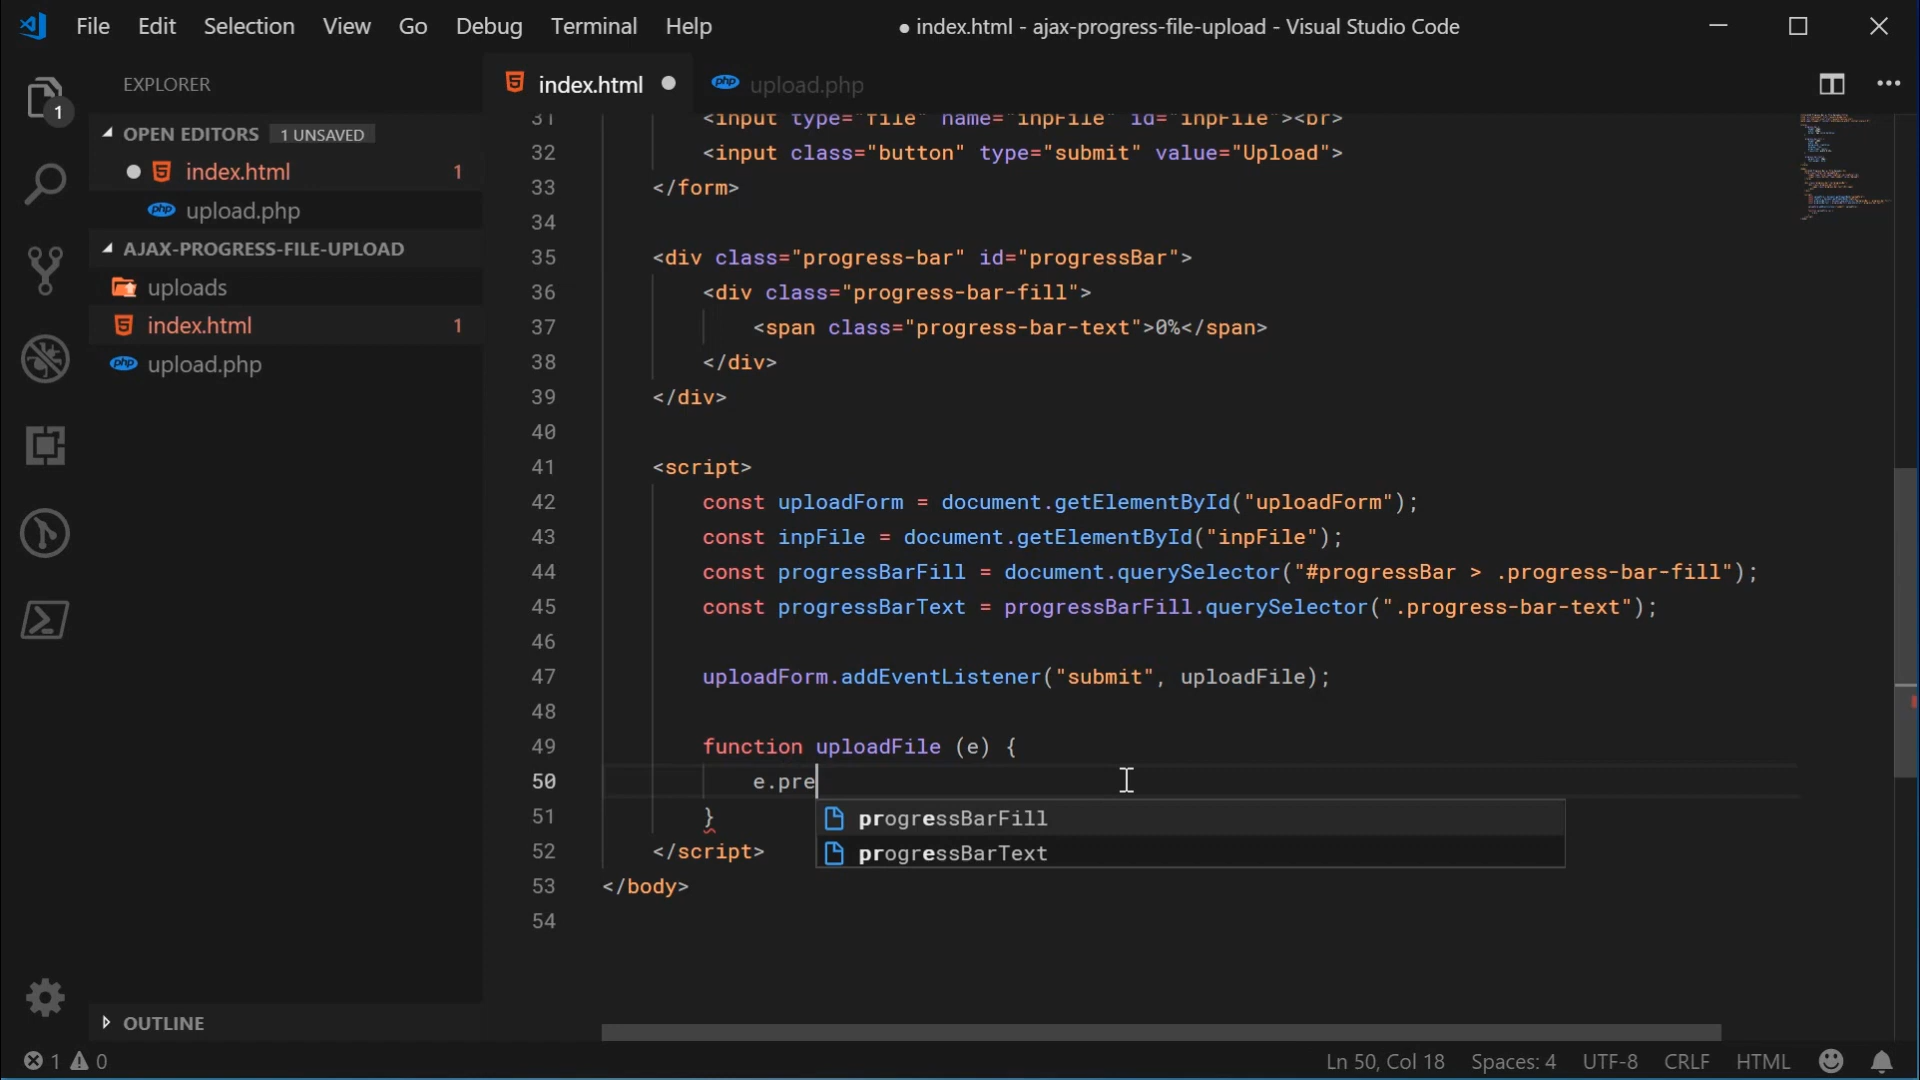 File Edit Selection View Go Debug Terminal Help ● index.html - ajax-progress-file-upload - Visual Studio Code
1
EXPLORER
OPEN EDITORS 1 UNSAVED
index.html 1
upload.php
AJAX-PROGRESS-FILE-UPLOAD
uploads
index.html 1
upload.php
OUTLINE
index.html ● upload.php
31 <input type="file" name="inpFile" id="inpFile"><br>
32 <input class="button" type="submit" value="Upload">
33 </form>
34
35 <div class="progress-bar" id="progressBar">
36 <div class="progress-bar-fill">
37 <span class="progress-bar-text">0%</span>
38 </div>
39 </div>
40
41 <script>
42 const uploadForm = document.getElementById("uploadForm");
43 const inpFile = document.getElementById("inpFile");
44 const progressBarFill = document.querySelector("#progressBar > .progress-bar-fill");
45 const progressBarText = progressBarFill.querySelector(".progress-bar-text");
46
47 uploadForm.addEventListener("submit", uploadFile);
48
49 function uploadFile (e) {
50 e.pre
progressBarFill
progressBarText
51 }
52 </script>
53 </body>
54
1 0 Ln 50, Col 18 Spaces: 4 UTF-8 CRLF HTML